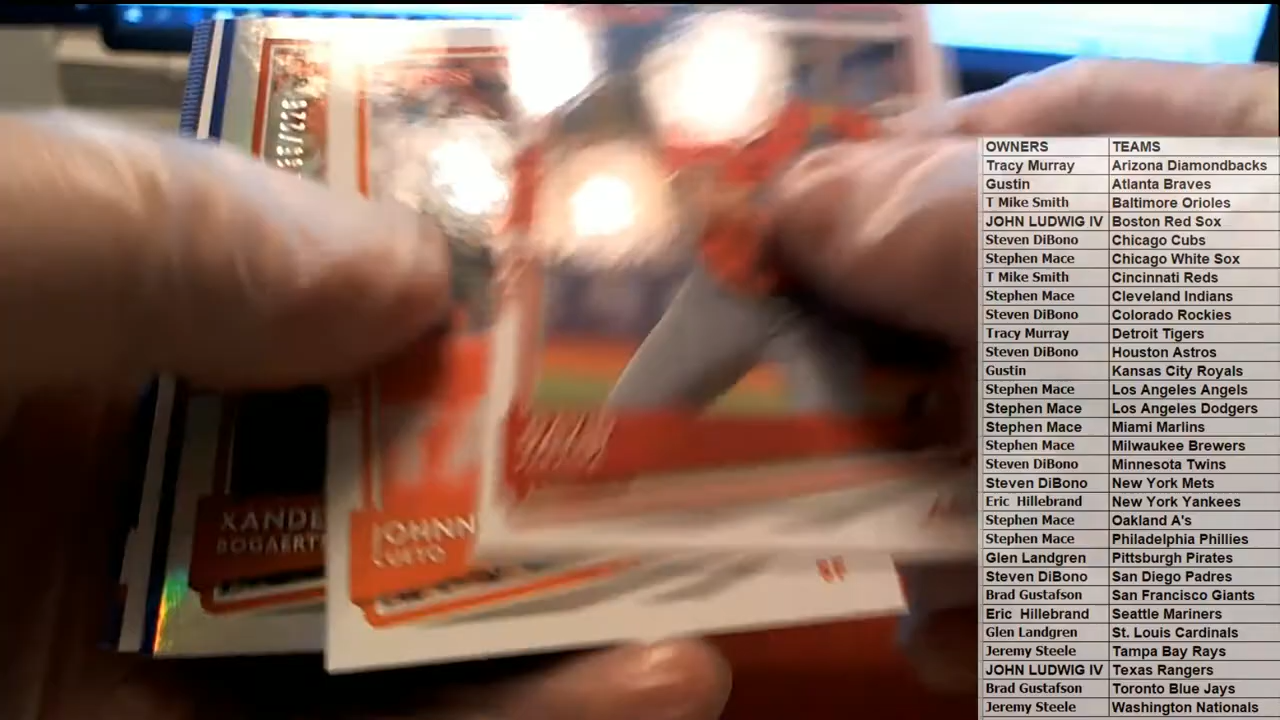 XANDE
BOGAERT
JOHNN
CUETO
SP
OWNERS TEAMS
Tracy Murray Arizona Diamondbacks
Gustin Atlanta Braves
T Mike Smith Baltimore Orioles
JOHN LUDWIG IV Boston Red Sox
Steven DiBono Chicago Cubs
Stephen Mace Chicago White Sox
T Mike Smith Cincinnati Reds
Stephen Mace Cleveland Indians
Steven DiBono Colorado Rockies
Tracy Murray Detroit Tigers
Steven DiBono Houston Astros
Gustin Kansas City Royals
Stephen Mace Los Angeles Angels
Stephen Mace Los Angeles Dodgers
Stephen Mace Miami Marlins
Stephen Mace Milwaukee Brewers
Steven DiBono Minnesota Twins
Steven DiBono New York Mets
Eric Hillebrand New York Yankees
Stephen Mace Oakland A's
Stephen Mace Philadelphia Phillies
Glen Landgren Pittsburgh Pirates
Steven DiBono San Diego Padres
Brad Gustafson San Francisco Giants
Eric Hillebrand Seattle Mariners
Glen Landgren St. Louis Cardinals
Jeremy Steele Tampa Bay Rays
JOHN LUDWIG IV Texas Rangers
Brad Gustafson Toronto Blue Jays
Jeremy Steele Washington Nationals